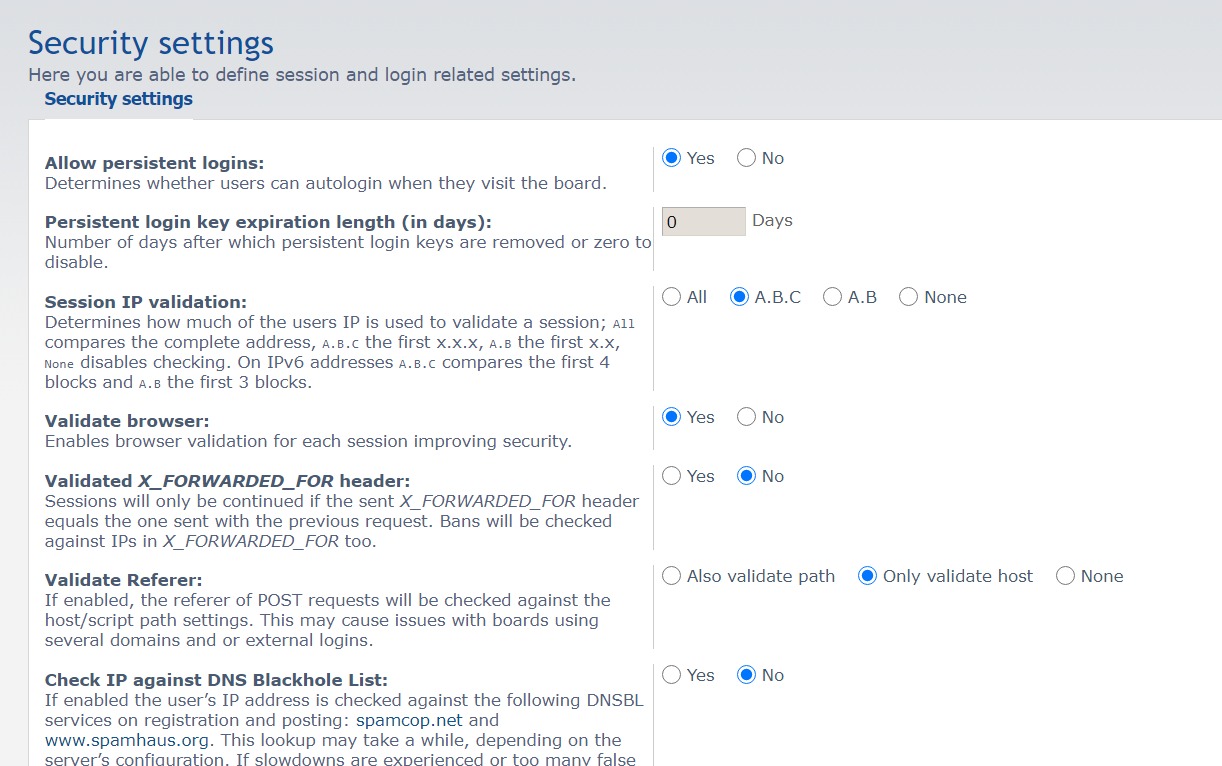 Security settings
Here you are able to define session and login related settings.
Security settings
Allow persistent logins:
Determines whether users can autologin when they visit the board.
Yes No
Persistent login key expiration length (in days):
Number of days after which persistent login keys are removed or zero to
disable.
0 Days
Session IP validation:
Determines how much of the users IP is used to validate a session; All
compares the complete address, A.B.C the first x.x.x, A.B the first x.x,
None disables checking. On IPv6 addresses A.B.C compares the first 4
blocks and A.B the first 3 blocks.
All A.B.C A.B None
Validate browser:
Enables browser validation for each session improving security.
Yes No
Validated X_FORWARDED_FOR header:
Sessions will only be continued if the sent X_FORWARDED_FOR header
equals the one sent with the previous request. Bans will be checked
against IPs in X_FORWARDED_FOR too.
Yes No
Validate Referer:
If enabled, the referer of POST requests will be checked against the
host/script path settings. This may cause issues with boards using
several domains and or external logins.
Also validate path Only validate host None
Check IP against DNS Blackhole List:
If enabled the user’s IP address is checked against the following DNSBL
services on registration and posting: spamcop.net and
www.spamhaus.org. This lookup may take a while, depending on the
server’s configuration. If slowdowns are experienced or too many false
Yes No